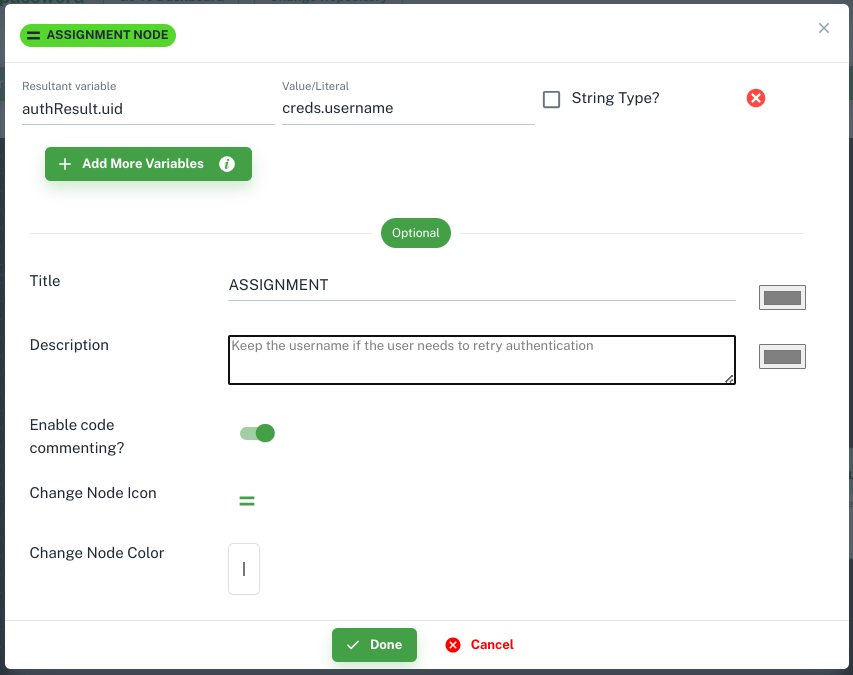 ASSIGNMENT NODE
Resultant variable
Value/Literal
authResult.uid
creds.username
String Type?
Add More Variables
Optional
Title
ASSIGNMENT
Description
Keep the username if the user needs to retry authentication
Enable code
commenting?
Change Node Icon
Change Node Color
Done
Cancel